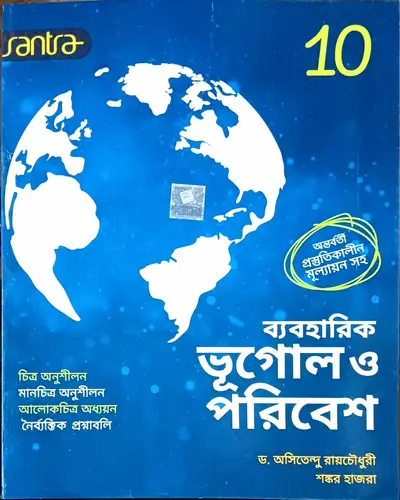 santra
10
অন্তর্বর্তী
প্রস্তুতিকালীন
মূল্যায়ন সহ
ব্যবহারিক
ভূগোল ও
পরিবেশ
চিত্র অনুশীলন
মানচিত্র অনুশীলন
আলোকচিত্র অধ্যয়ন
নৈর্ব্যক্তিক প্রশ্নাবলি
ড. অসিতেন্দু রায়চৌধুরী
শঙ্কর হাজরা